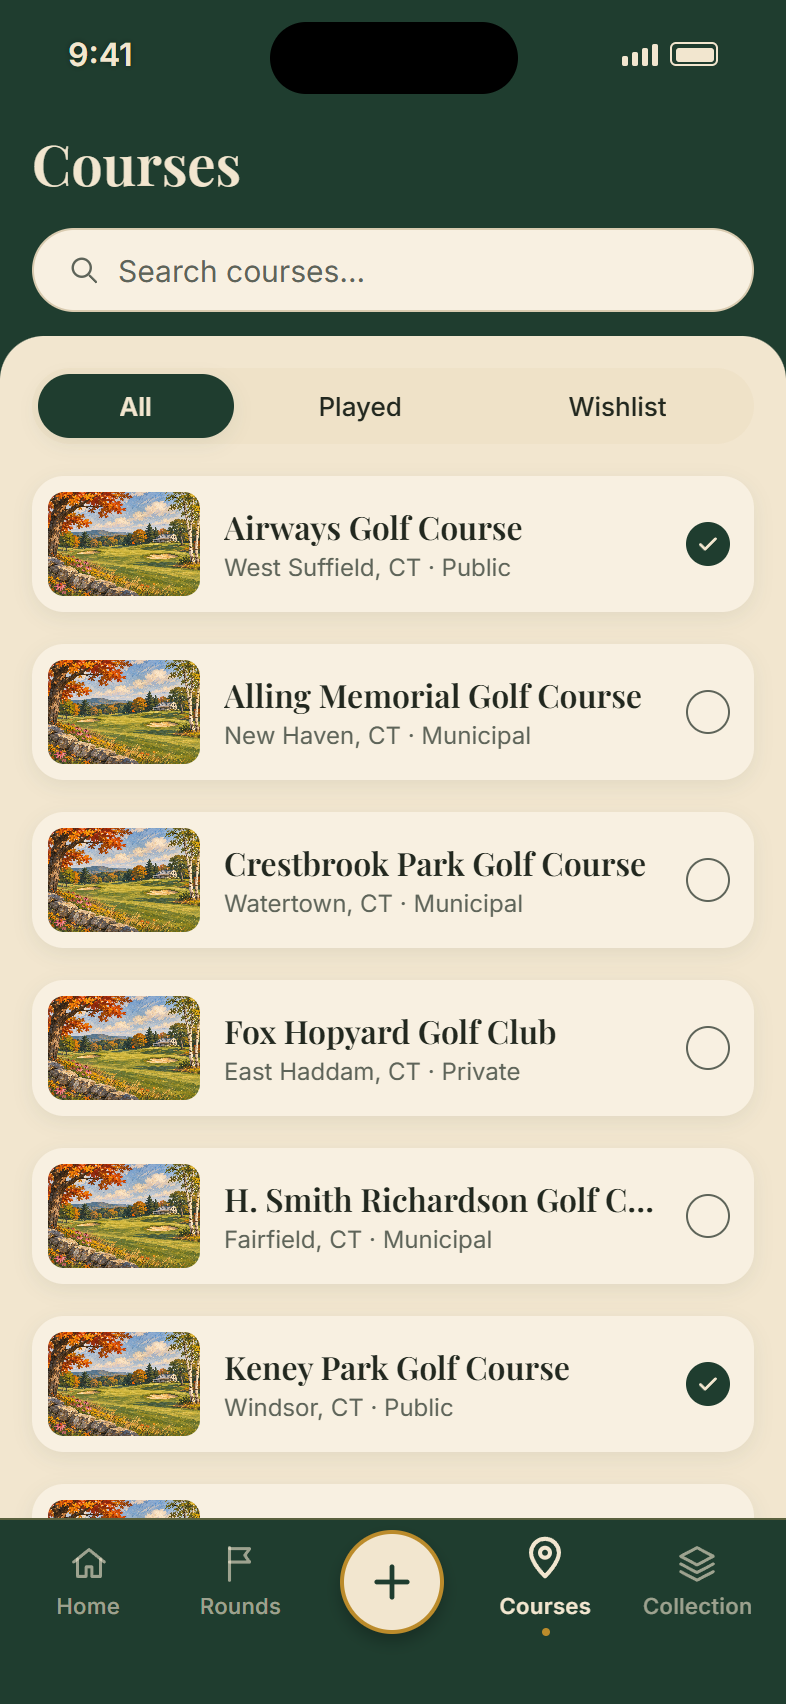 9:41
Courses
Search courses...
All
Played
Wishlist
Airways Golf Course
West Suffield, CT · Public
Alling Memorial Golf Course
New Haven, CT · Municipal
Crestbrook Park Golf Course
Watertown, CT · Municipal
Fox Hopyard Golf Club
East Haddam, CT · Private
H. Smith Richardson Golf C...
Fairfield, CT · Municipal
Keney Park Golf Course
Windsor, CT · Public
Home
Rounds
Courses
Collection